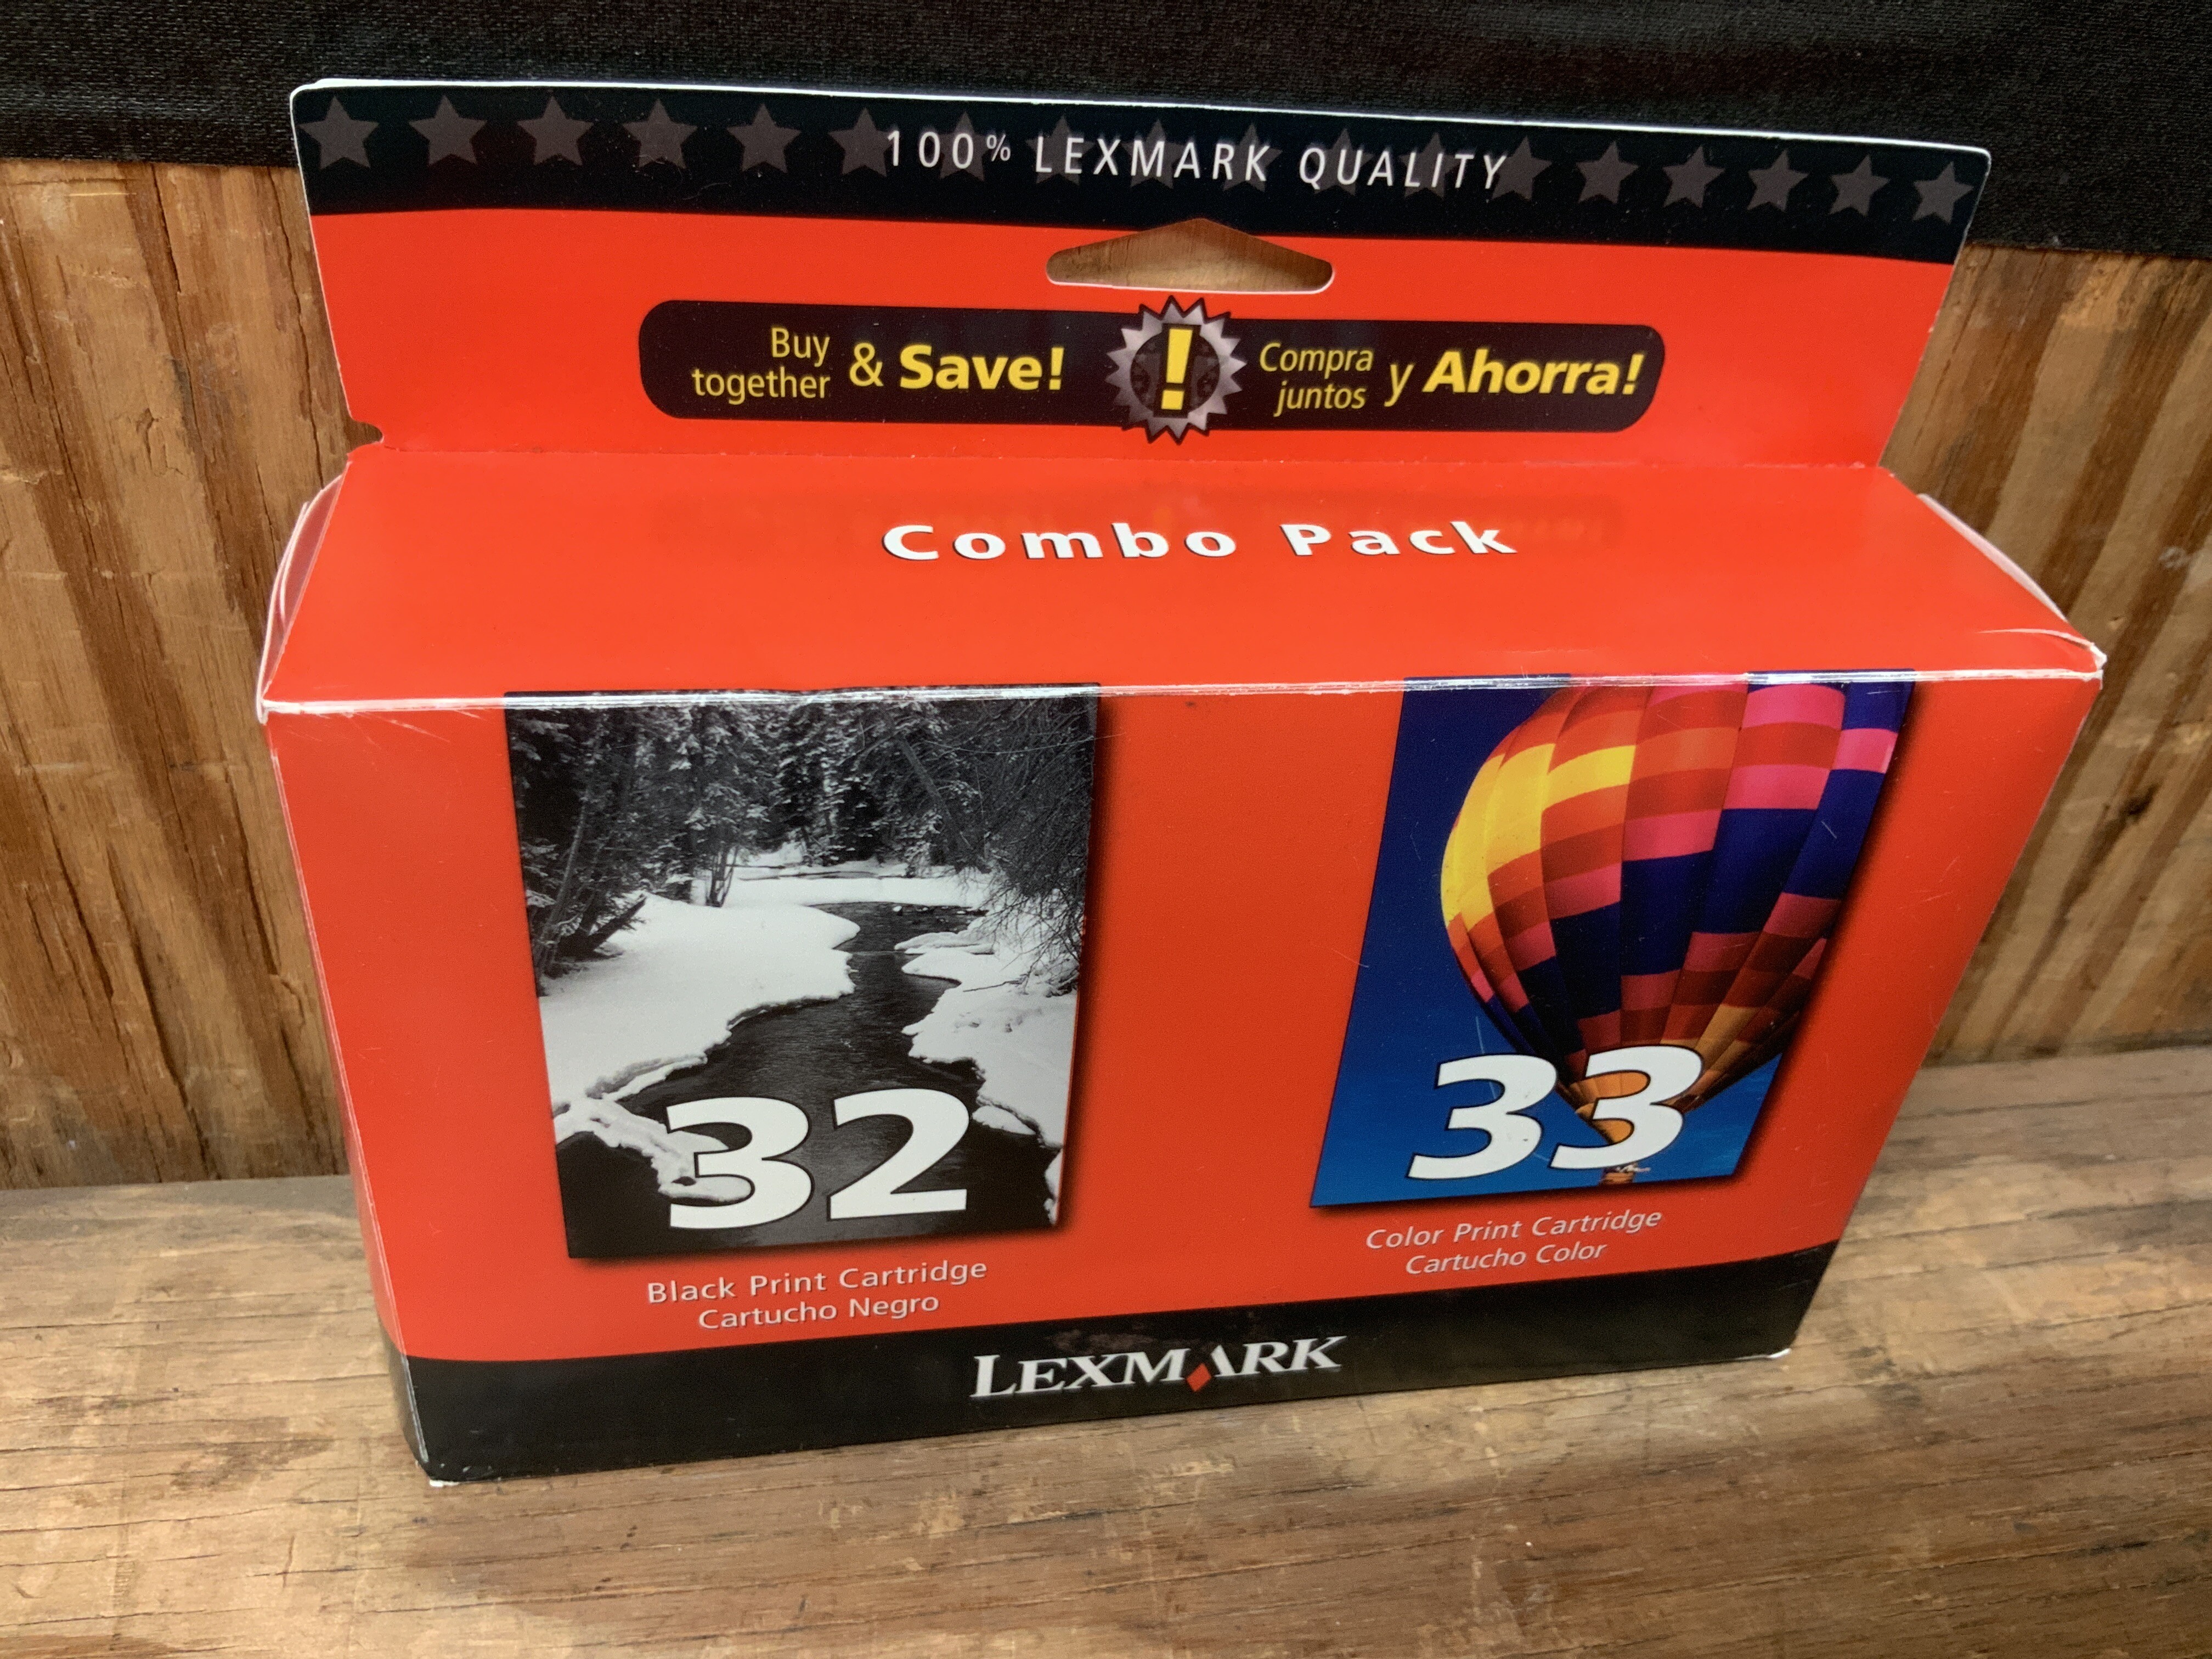 100% LEXMARK QUALITY
Buy together & Save!
!
Compra juntos y Ahorra!
Combo Pack
32
Black Print Cartridge
Cartucho Negro
33
Color Print Cartridge
Cartucho Color
LEXMARK